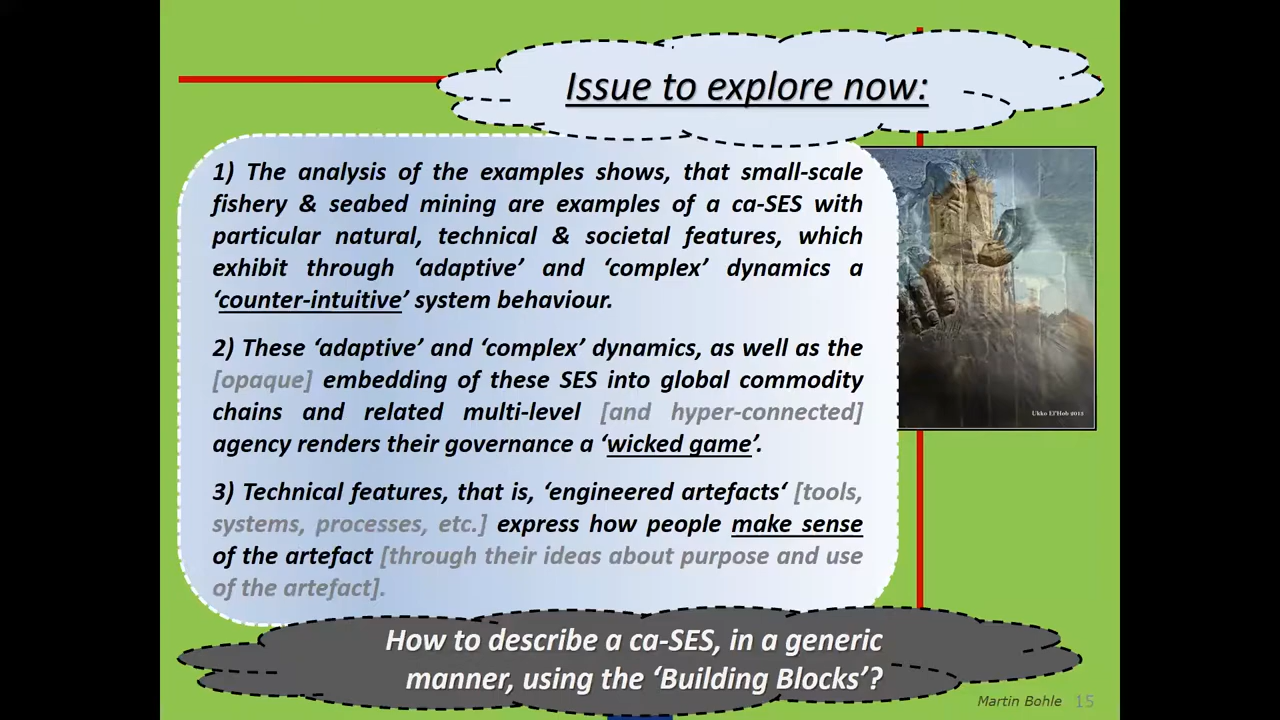 Issue to explore now:
1) The analysis of the examples shows, that small-scale
fishery & seabed mining are examples of a ca-SES with
particular natural, technical & societal features, which
exhibit through ‘adaptive’ and ‘complex’ dynamics a
‘counter-intuitive’ system behaviour.
2) These ‘adaptive’ and ‘complex’ dynamics, as well as the
[opaque] embedding of these SES into global commodity
chains and related multi-level [and hyper-connected]
agency renders their governance a ‘wicked game’.
3) Technical features, that is, ‘engineered artefacts‘ [tools,
systems, processes, etc.] express how people make sense
of the artefact [through their ideas about purpose and use
of the artefact].
Ukko El'Hob 2012
How to describe a ca-SES, in a generic
manner, using the ‘Building Blocks’?
Martin Bohle 15